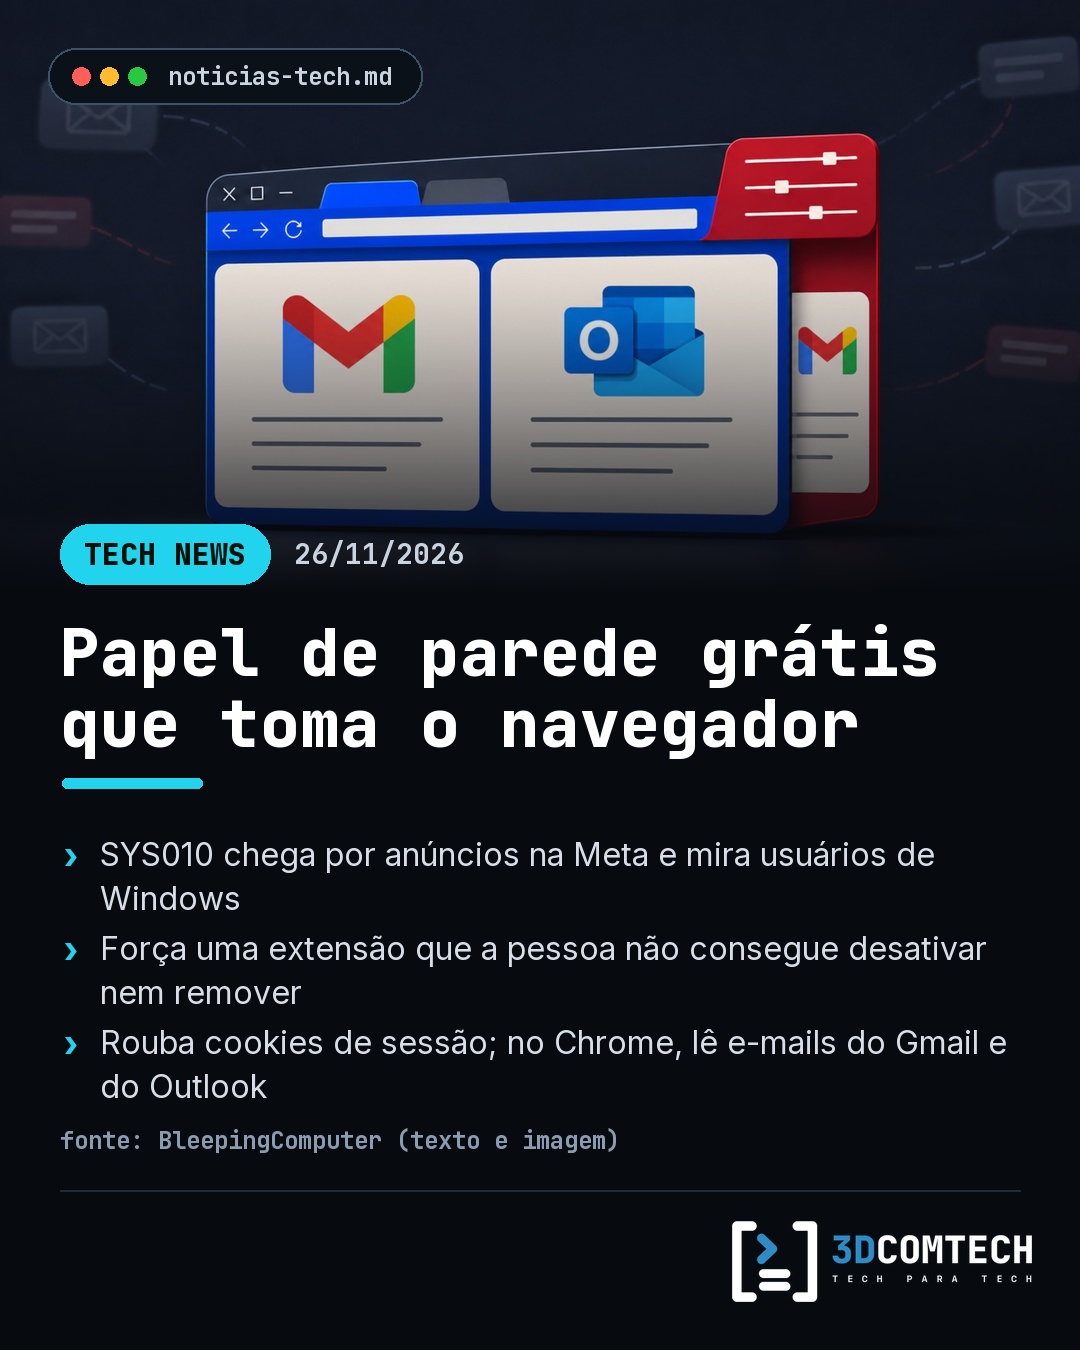 noticias-tech.md
TECH NEWS 26/11/2026
Papel de parede grátis
que toma o navegador
› SYS010 chega por anúncios na Meta e mira usuários de
Windows
› Força uma extensão que a pessoa não consegue desativar
nem remover
› Rouba cookies de sessão; no Chrome, lê e-mails do Gmail e
do Outlook
fonte: BleepingComputer (texto e imagem)
3DCOMTECH
TECH PARA TECH